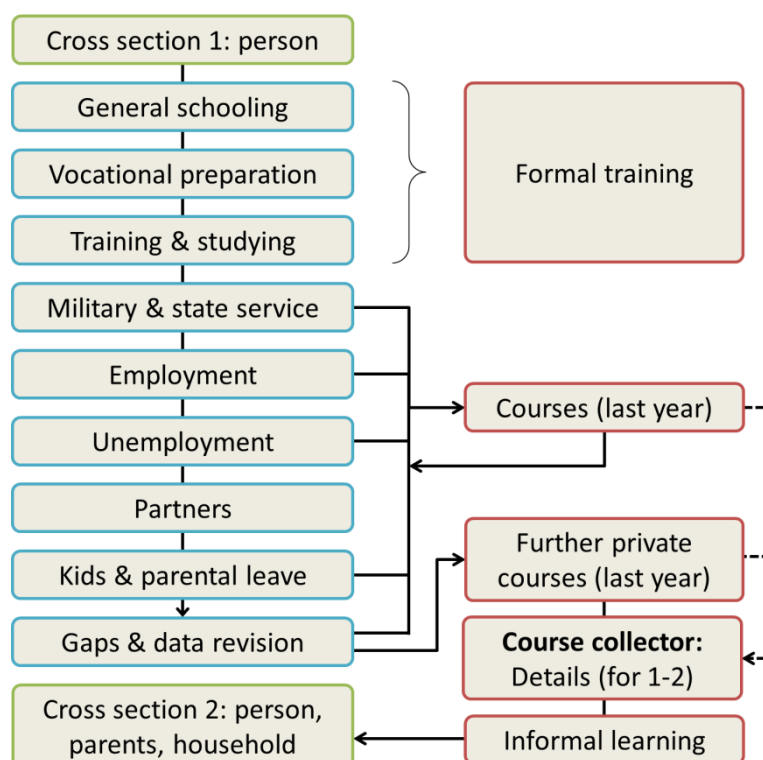 Cross section 1: person
General schooling
Vocational preparation
Training & studying
Military & state service
Employment
Unemployment
Partners
Kids & parental leave
Gaps & data revision
Cross section 2: person,
parents, household
Formal training
Courses (last year)
Further private
courses (last year)
Course collector:
Details (for 1-2)
Informal learning